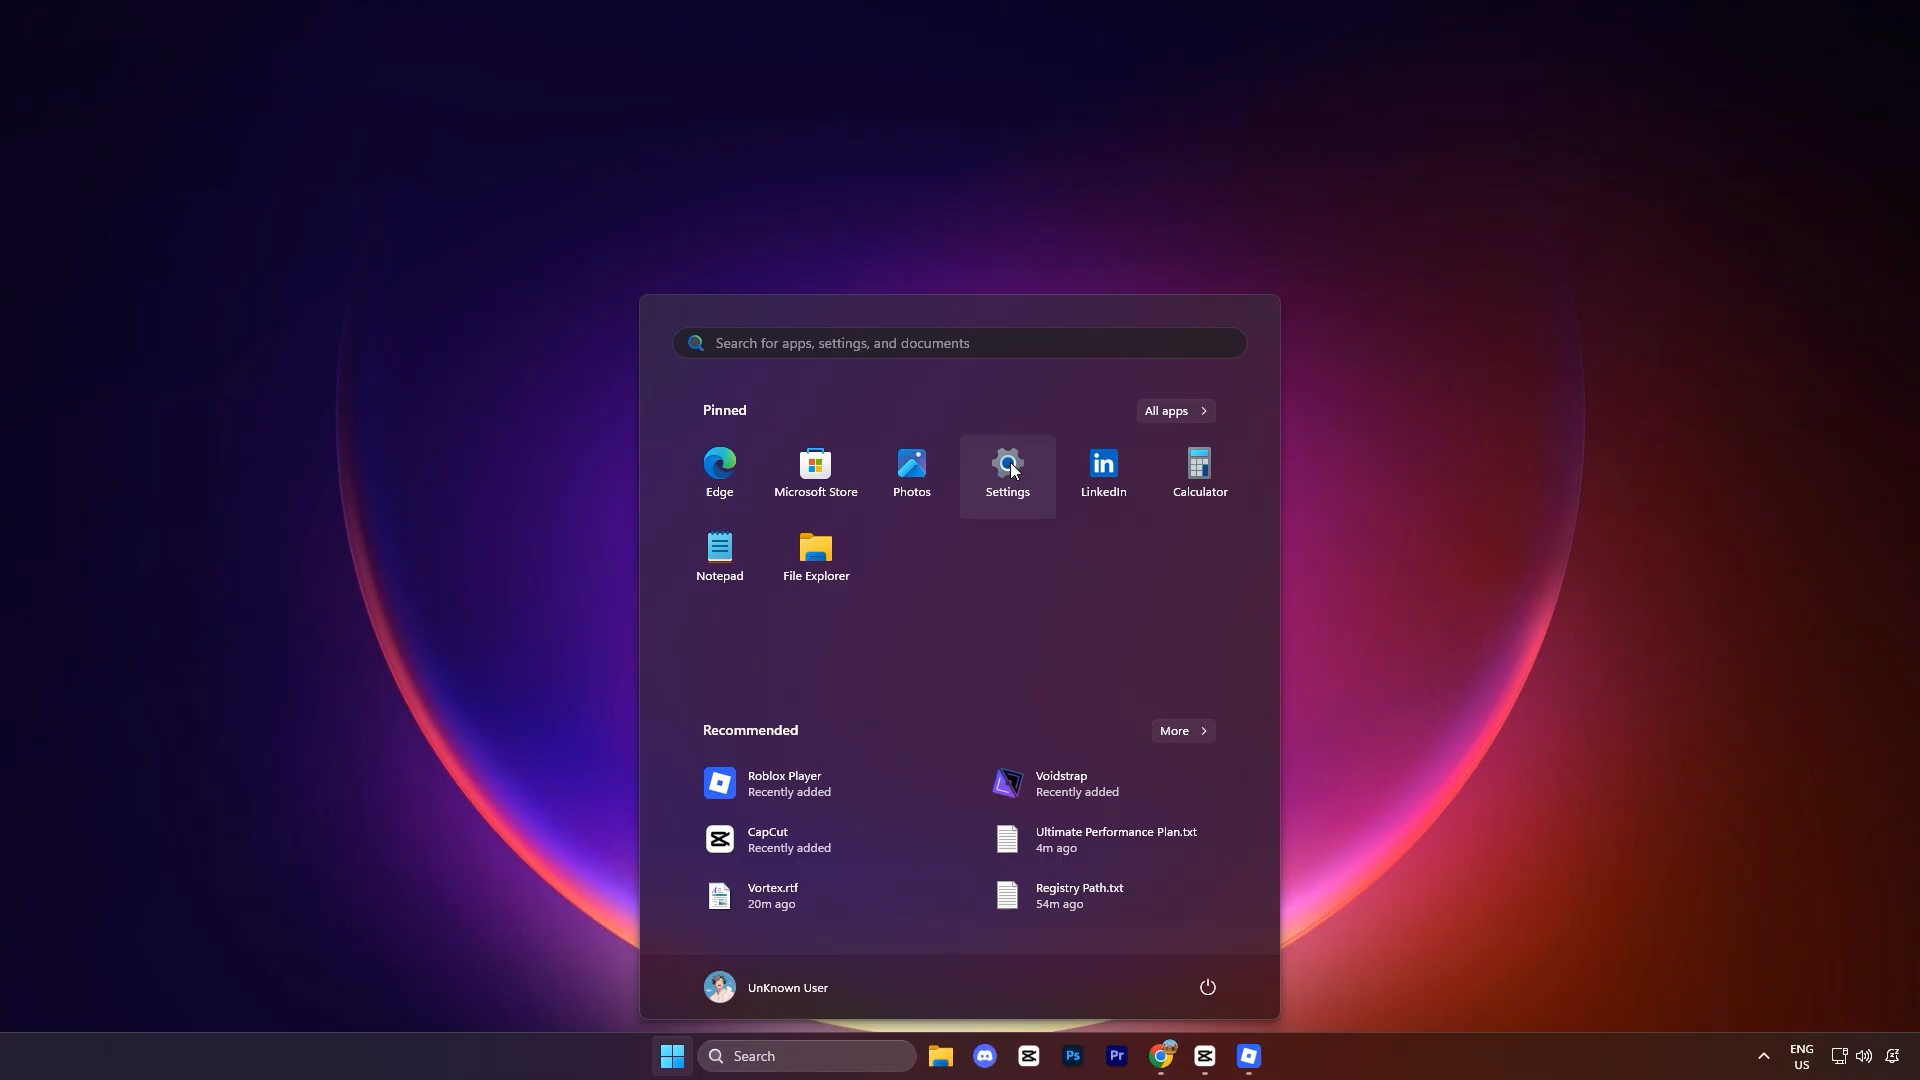 Search for apps, settings, and documents
Pinned
All apps
Edge
Microsoft Store
Photos
Settings
LinkedIn
Calculator
Notepad
File Explorer
Recommended
More
Roblox Player
Recently added
Voidstrap
Recently added
CapCut
Recently added
Ultimate Performance Plan.txt
4m ago
Vortex.rtf
20m ago
Registry Path.txt
54m ago
UnKnown User
Search
Ps
Pr
ENG
US